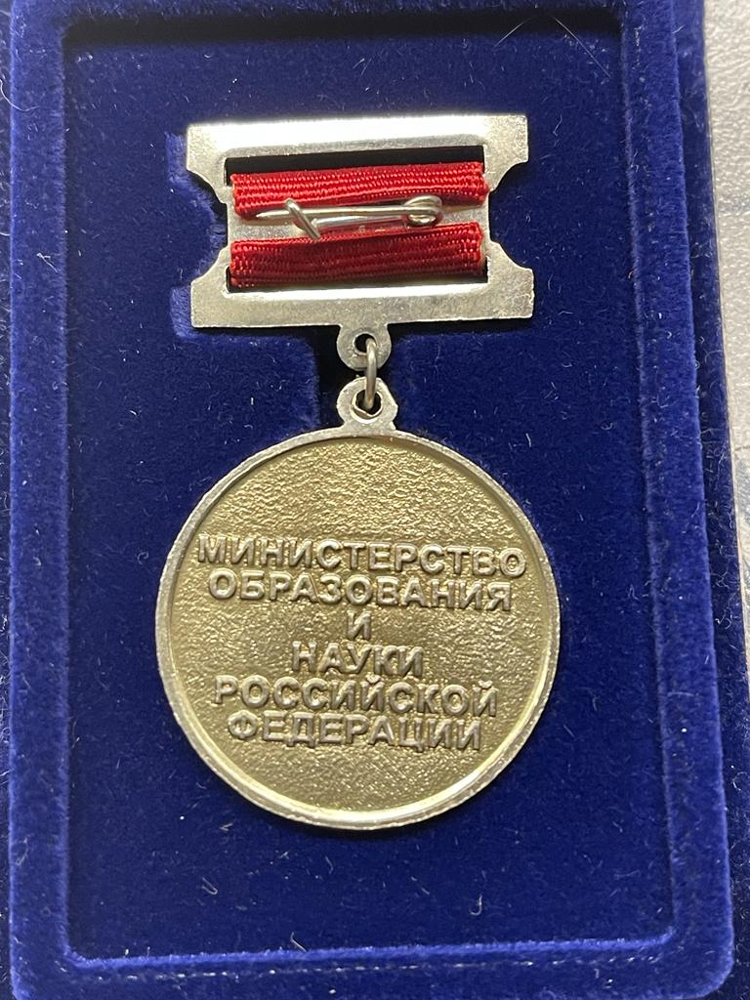 МИНИСТЕРСТВО
ОБРАЗОВАНИЯ
И
НАУКИ
РОССИЙСКОЙ
ФЕДЕРАЦИИ